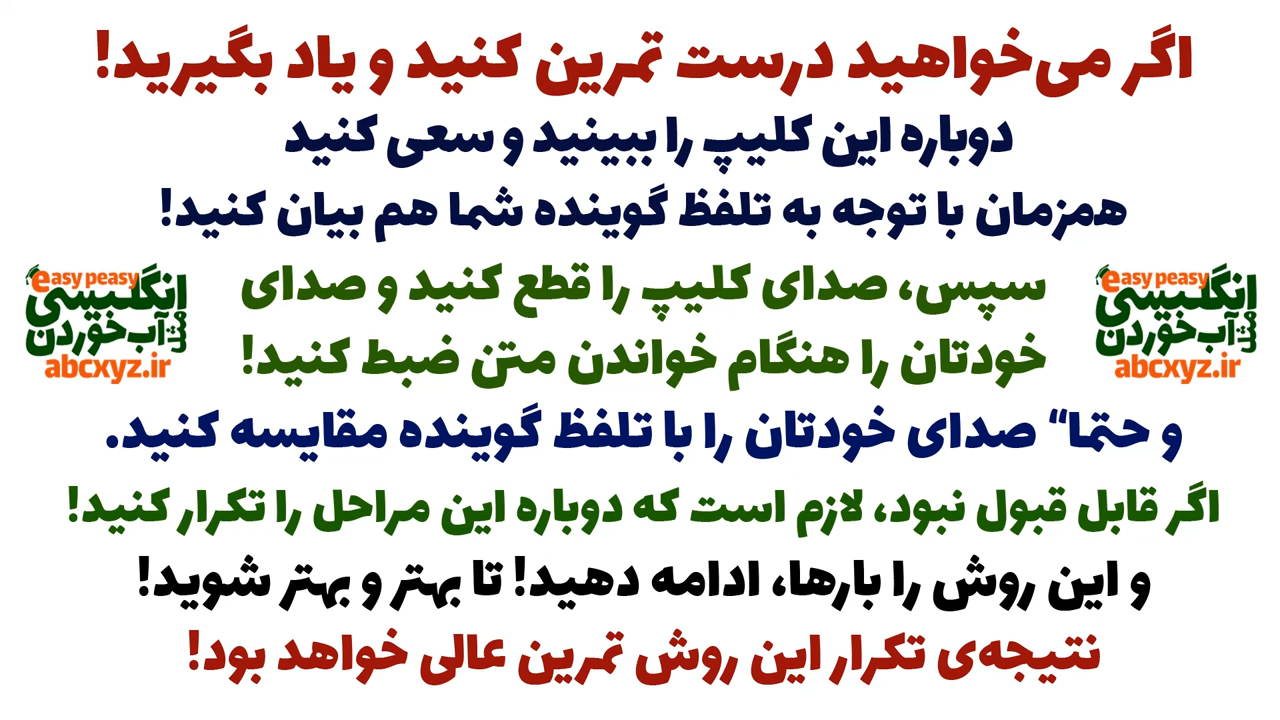 اگر می‌خواهید درست تمرین کنید و یاد بگیرید!
دوباره این کلیپ را ببینید و سعی کنید
همزمان با توجه به تلفظ گوینده شما هم بیان کنید!
سپس، صدای کلیپ را قطع کنید و صدای
خودتان را هنگام خواندن متن ضبط کنید!
و حتما“ صدای خودتان را با تلفظ گوینده مقایسه کنید.
اگر قابل قبول نبود، لازم است که دوباره این مراحل را تکرار کنید!
و این روش را بارها، ادامه دهید! تا بهتر و بهتر شوید!
نتیجه‌ی تکرار این روش تمرین عالی خواهد بود!
easy peasy
انگلیسی
مثل آب خوردن
abcxyz.ir
easy peasy
انگلیسی
مثل آب خوردن
abcxyz.ir